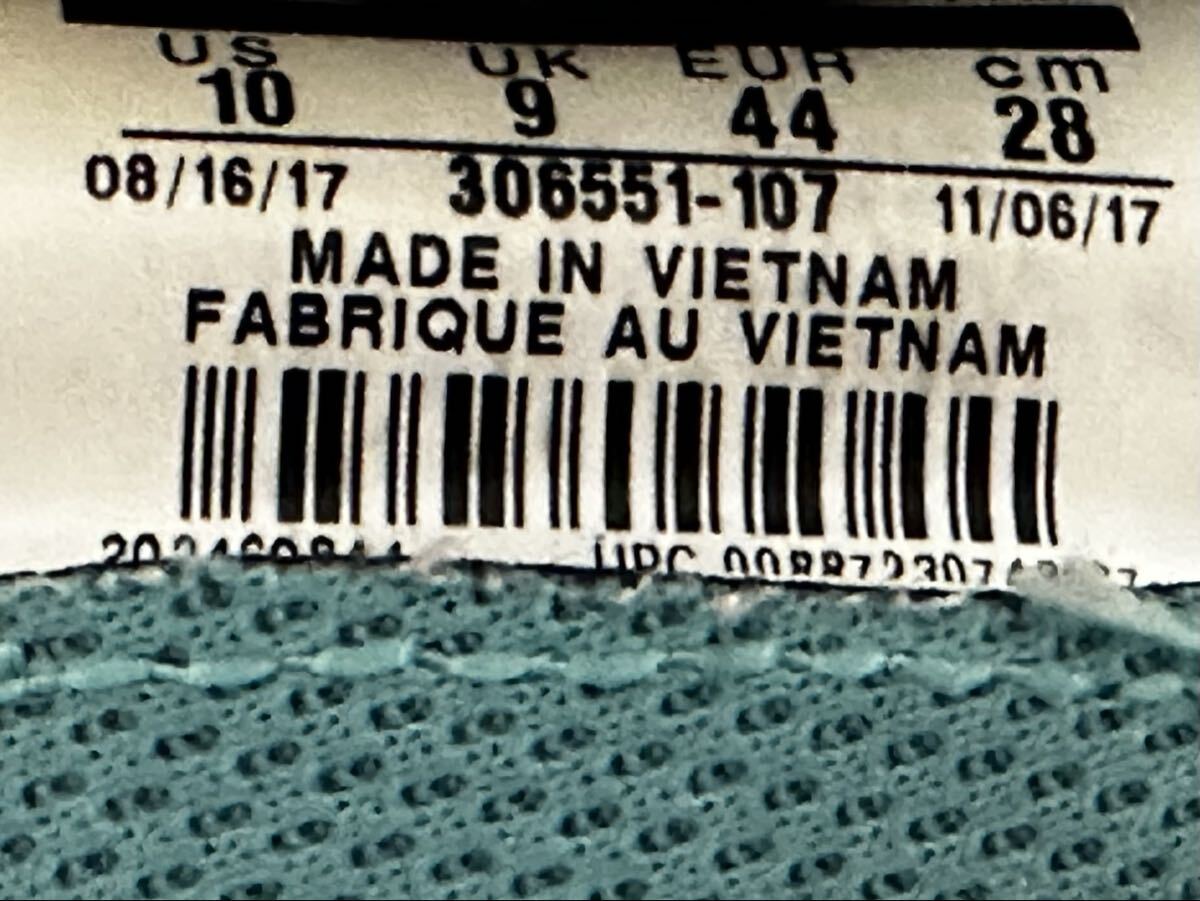 US UK EUR cm
10 9 44 28
08/16/17 306551-107 11/06/17
MADE IN VIETNAM
FABRIQUE AU VIETNAM
UPC